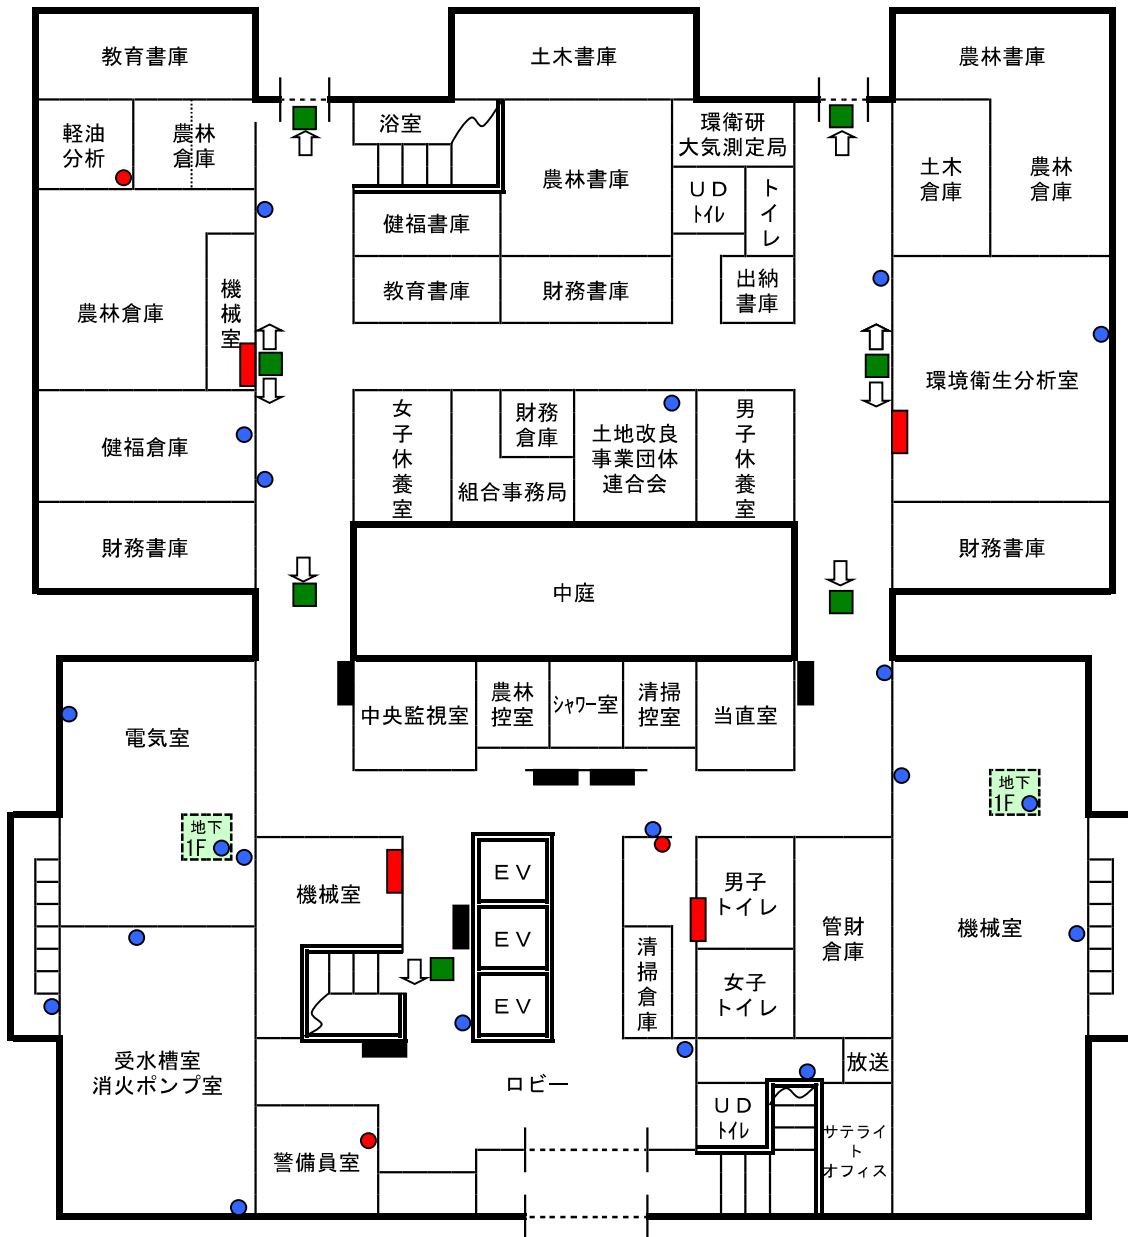 教育書庫
土木書庫
農林書庫
軽油
分析
農林
倉庫
浴室
農林書庫
環衛研
大気測定局
UD
ﾄｲﾚ
トイレ
土木
倉庫
農林
倉庫
健福書庫
教育書庫
財務書庫
出納
書庫
農林倉庫
機械室
環境衛生分析室
健福倉庫
女子休養室
組合事務局
財務
倉庫
土地改良
事業団体
連合会
男子休養室
財務書庫
中庭
財務書庫
電気室
中央監視室
農林
控室
ｼｬﾜｰ室
清掃
控室
当直室
地下
1F
地下
1F
機械室
EV
EV
EV
男子
トイレ
女子
トイレ
管財
倉庫
清掃倉庫
機械室
受水槽室
消火ポンプ室
ロビー
放送
UD
ﾄｲﾚ
サテライ
ト
オフィス
警備員室